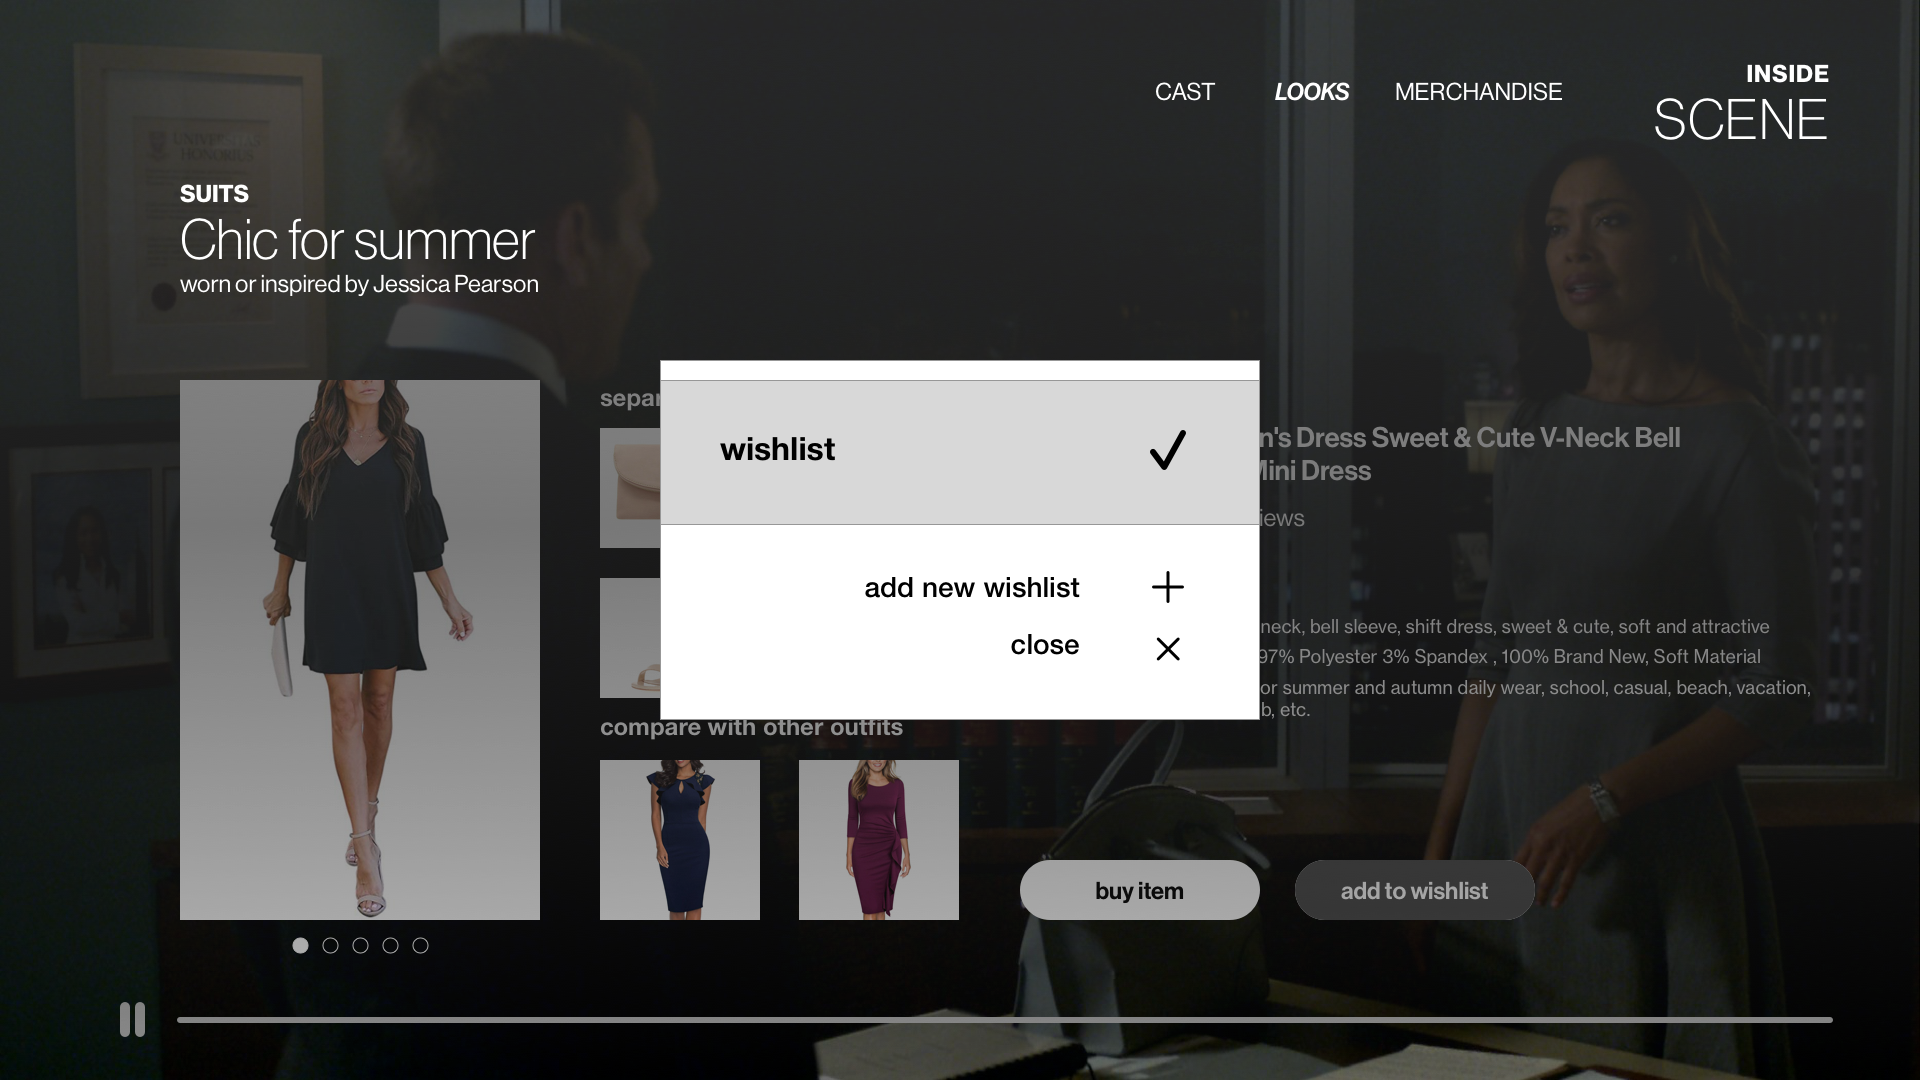 INSIDE
CAST LOOKS MERCHANDISE
SCENE
UNIVERSITAS
HONORIUS
SUITS
Chic for summer
worn or inspired by Jessica Pearson
wishlist
Dress Sweet & Cute V-Neck Bell
Mini Dress
add new wishlist
close
neck, bell sleeve, shift dress, sweet & cute, soft and attractive
97% Polyester 3% Spandex , 100% Brand New, Soft Material
summer and autumn daily wear, school, casual, beach, vacation,
etc.
compare with other outfits
buy item
add to wishlist